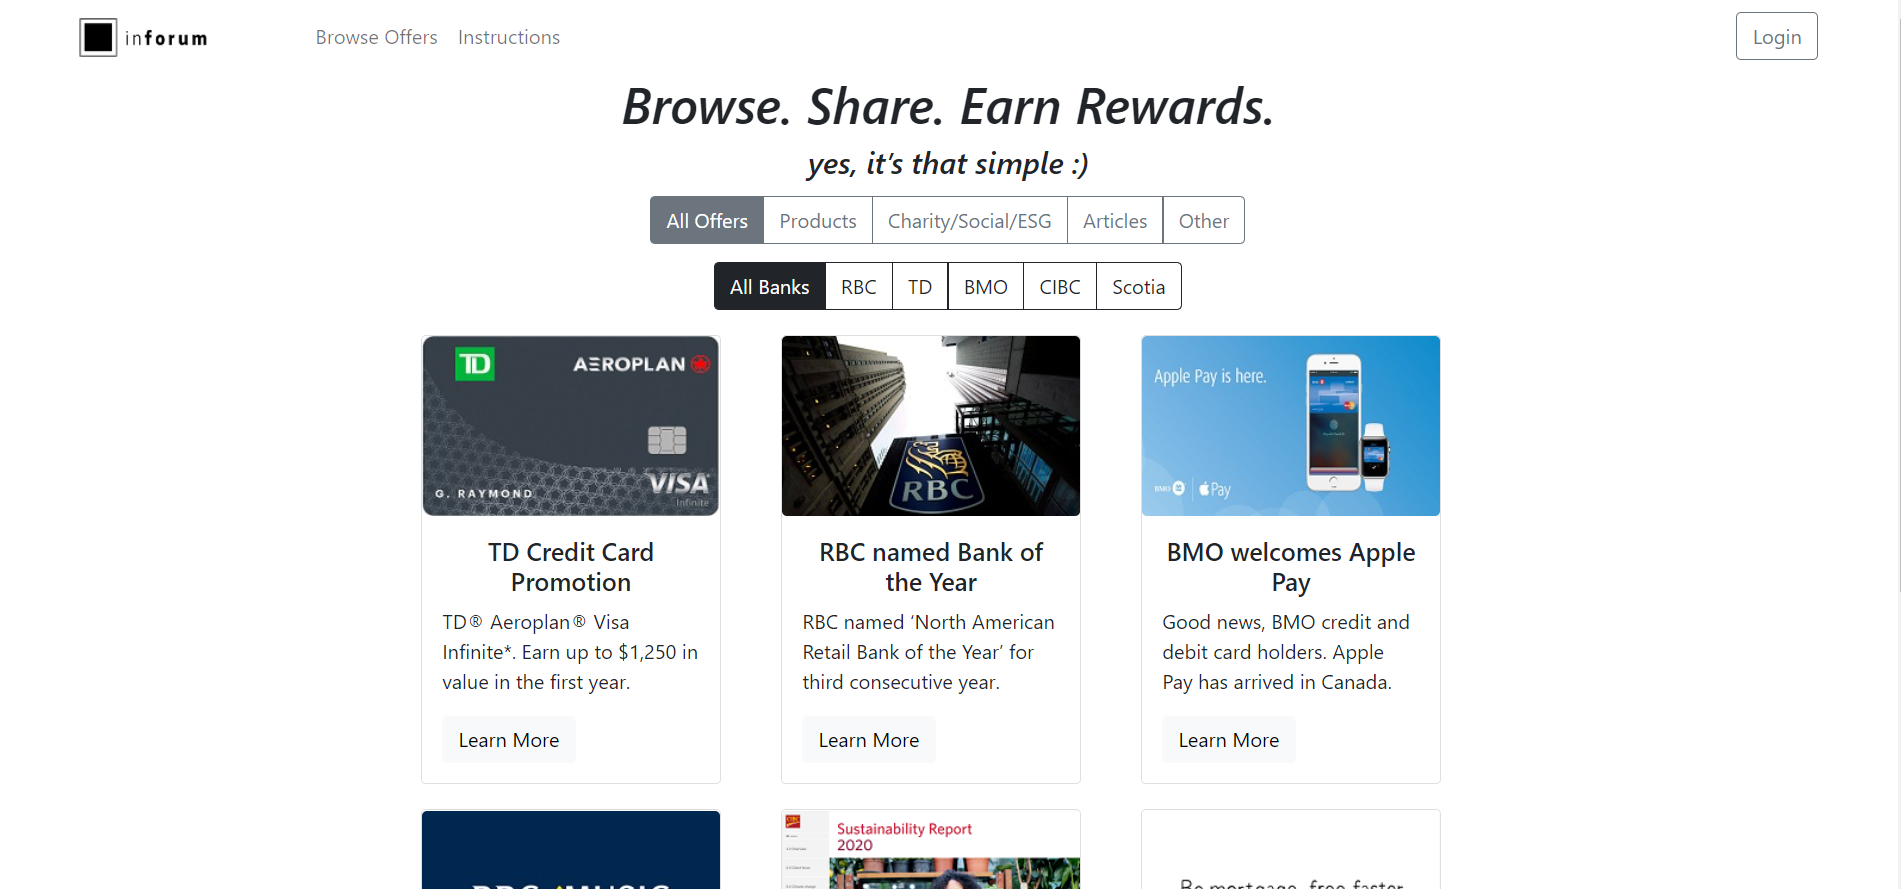 inforum
Browse Offers
Instructions
Login
Browse. Share. Earn Rewards.
yes, it's that simple :)
All Offers
Products
Charity/Social/ESG
Articles
Other
All Banks
RBC
TD
BMO
CIBC
Scotia
TD
AEROPLAN
VISA
Infinite
G. RAYMOND
TD Credit Card
Promotion
TD® Aeroplan® Visa
Infinite*. Earn up to $1,250 in
value in the first year.
Learn More
RBC
RBC named Bank of
the Year
RBC named ‘North American
Retail Bank of the Year’ for
third consecutive year.
Learn More
Apple Pay is here.
BMO
Pay
BMO welcomes Apple
Pay
Good news, BMO credit and
debit card holders. Apple
Pay has arrived in Canada.
Learn More
Sustainability Report
2020
Be mortgage-free faster